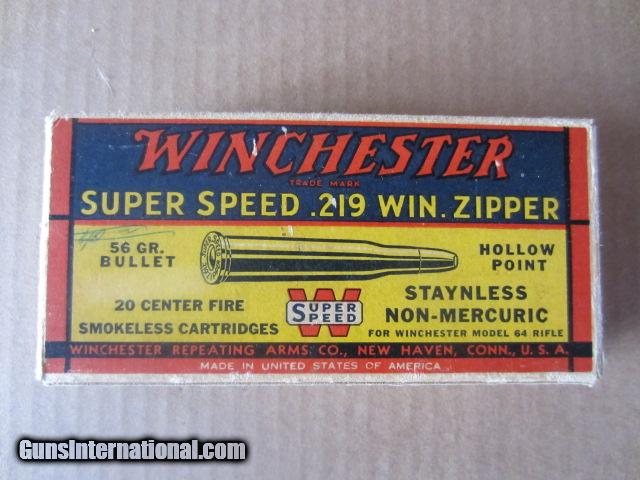 WINCHESTER
TRADE MARK
SUPER SPEED .219 WIN. ZIPPER
56 GR.
BULLET
HOLLOW
POINT
20 CENTER FIRE
SMOKELESS CARTRIDGES
SUPER
SPEED
W
STAYNLESS
NON-MERCURIC
FOR WINCHESTER MODEL 64 RIFLE
WINCHESTER REPEATING ARMS CO., NEW HAVEN, CONN., U.S.A.
MADE IN UNITED STATES OF AMERICA.
GunsInternational.com